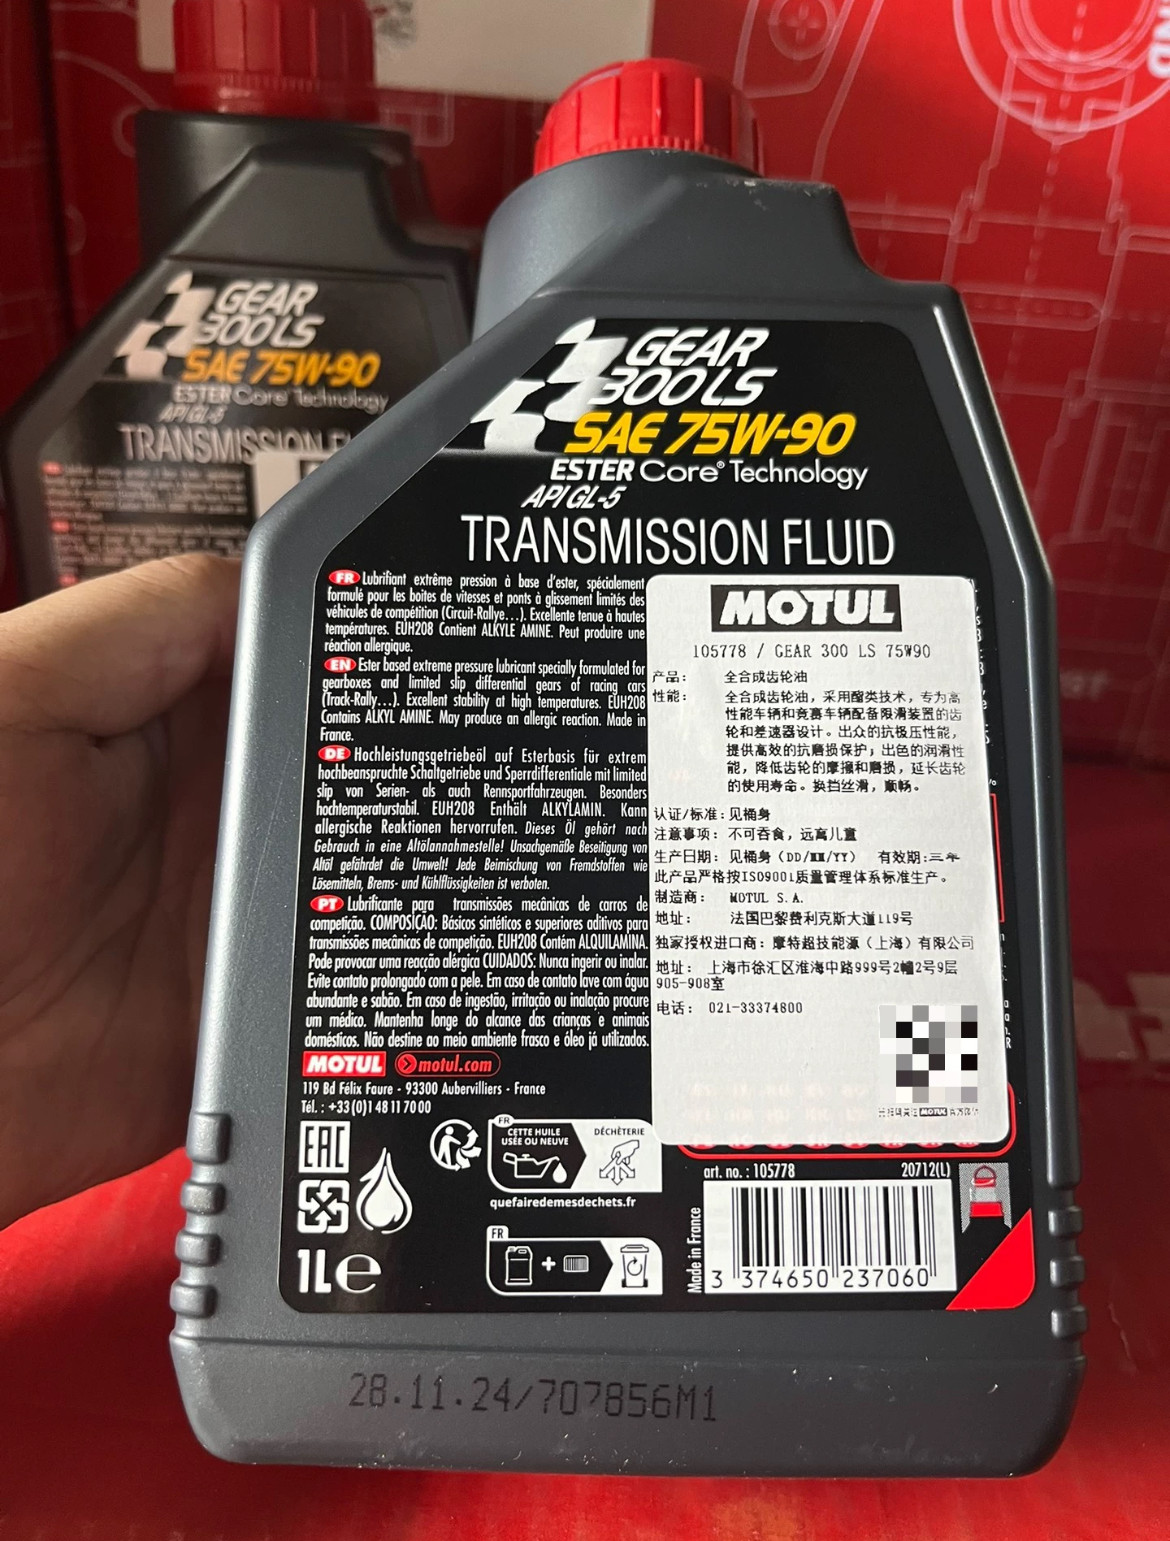 GEAR
300 LS
SAE 75W-90
ESTER Core® Technology
API GL-5
TRANSMISSION FLUID
FR Lubrifiant extrême pression à base d'ester, spécialement
formulé pour les boîtes de vitesses et ponts à glissement limités des
véhicules de compétition (Circuit-Rallye...). Excellente tenue à hautes
températures. EUH208 Contient ALKYLE AMINE. Peut produire une
réaction allergique.
EN Ester based extreme pressure lubricant specially formulated for
gearboxes and limited slip differential gears of racing cars
(Track-Rally...). Excellent stability at high temperatures. EUH208
Contains ALKYL AMINE. May produce an allergic reaction. Made in
France.
DE Hochleistungsgetriebeöl auf Esterbasis für extrem
hochbeanspruchte Schaltgetriebe und Sperrdifferentiale mit limited
slip von Serien- als auch Rennsportfahrzeugen. Besonders
hochtemperaturstabil. EUH208 Enthält ALKYLAMIN. Kann
allergische Reaktionen hervorrufen. Dieses Öl gehört nach
Gebrauch in eine Altölannahmestelle! Unsachgemäße Beseitigung von
Altöl gefährdet die Umwelt! Jede Beimischung von Fremdstoffen wie
Lösemitteln, Brems- und Kühlflüssigkeiten ist verboten.
PT Lubrificante para transmissões mecânicas de carros de
competição. COMPOSIÇÃO: Básicos sintéticos e superiores aditivos para
transmissões mecânicas de competição. EUH208 Contém ALQUILAMINA.
Pode provocar uma reacção alérgica CUIDADOS: Nunca ingerir ou inalar.
Evite contato prolongado com a pele. Em caso de contato lave com água
abundante e sabão. Em caso de ingestão, irritação ou inalação procure
um médico. Mantenha longe do alcance das crianças e animais
domésticos. Não destine ao meio ambiente frasco e óleo já utilizados.
MOTUL motul.com
119 Bd Félix Faure - 93300 Aubervilliers - France
Tél. : +33(0)1 48 11 70 00
EAC
FR
CETTE HUILE
USÉE OU NEUVE
DÉCHÈTERIE
quefairedemesdechets.fr
FR
+
1L e
MOTUL
105778 / GEAR 300 LS 75W90
产品： 全合成齿轮油
性能： 全合成齿轮油，采用酯类技术，专为高
性能车辆和竞赛车辆配备限滑装置的齿
轮和差速器设计。出众的抗极压性能，
提供高效的抗磨损保护；出色的润滑性
能，降低齿轮的摩擦和磨损，延长齿轮
的使用寿命。换挡丝滑，顺畅。
认证/标准：见桶身
注意事项：不可吞食，远离儿童
生产日期：见桶身（DD/MM/YY） 有效期：三年
此产品严格按ISO9001质量管理体系标准生产。
制造商： MOTUL S.A.
地址： 法国巴黎费利克斯大道119号
独家授权进口商：摩特超技能源（上海）有限公司
地址： 上海市徐汇区淮海中路999号2幢2号9层
905-908室
电话： 021-33374800
art. no. : 105778 20712(L)
Made in France
3 374650 237060
28.11.24/707856M1
GEAR
300 LS
SAE 75W-90
ESTER Core Technology
API GL-5
TRANSMISSION FL